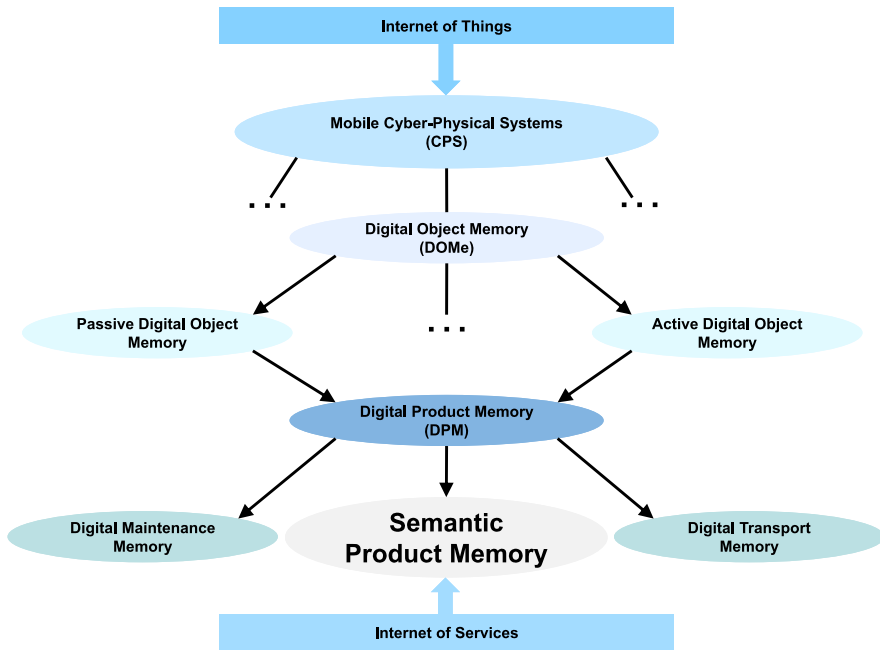 Internet of Things
Mobile Cyber-Physical Systems
(CPS)
... ...
Digital Object Memory
(DOMe)
Passive Digital Object
Memory
...
Active Digital Object
Memory
Digital Product Memory
(DPM)
Digital Maintenance
Memory
Semantic
Product Memory
Digital Transport
Memory
Internet of Services